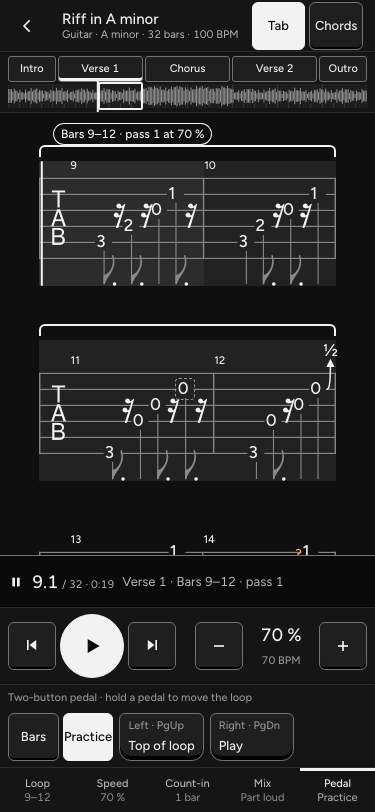 Riff in A minor
Guitar · A minor · 32 bars · 100 BPM
Tab
Chords
Intro
Verse 1
Chorus
Verse 2
Outro
Bars 9–12 · pass 1 at 70 %
9
10
T
A
B
3
2
0
1
3
2
0
1
11
12
½
T
A
B
3
0
0
0
3
0
0
0
13
14
1
1
9.1 / 32 · 0:19 Verse 1 · Bars 9–12 · pass 1
70 %
70 BPM
Two-button pedal · hold a pedal to move the loop
Bars
Practice
Left · PgUp
Top of loop
Right · PgDn
Play
Loop
9–12
Speed
70 %
Count-in
1 bar
Mix
Part loud
Pedal
Practice